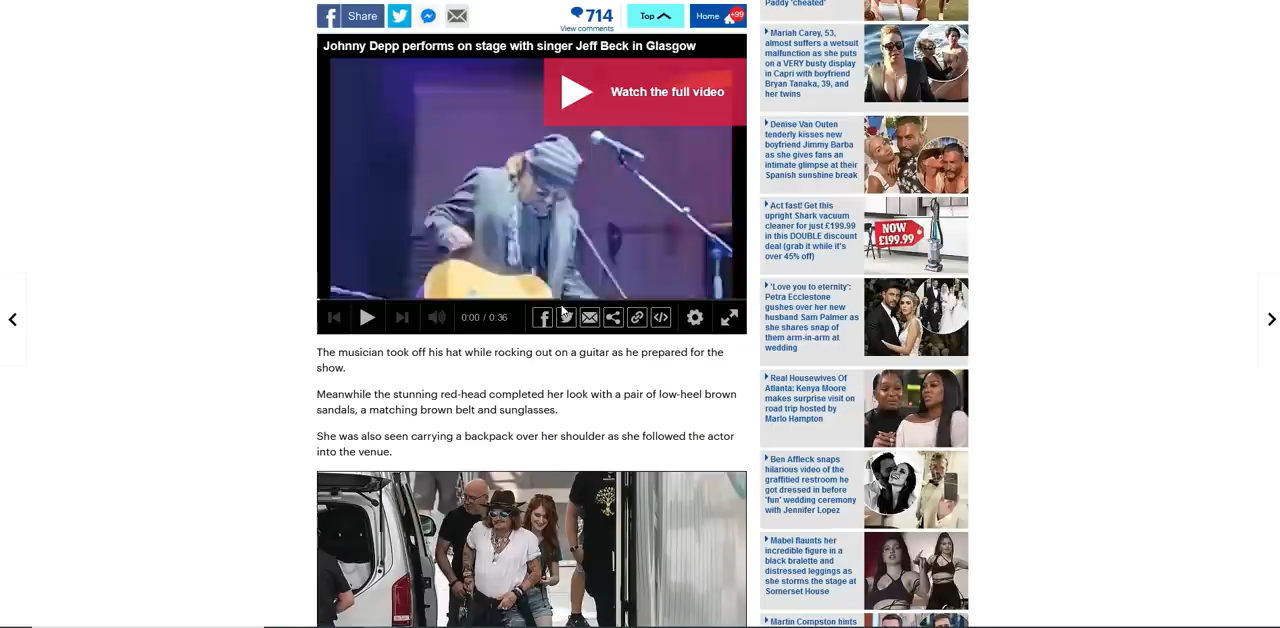 Share
714
View comments
Top
Home
+99
Johnny Depp performs on stage with singer Jeff Beck in Glasgow
Watch the full video
0:00 / 0:36
The musician took off his hat while rocking out on a guitar as he prepared for the
show.
Meanwhile the stunning red-head completed her look with a pair of low-heel brown
sandals, a matching brown belt and sunglasses.
She was also seen carrying a backpack over her shoulder as she followed the actor
into the venue.
Paddy 'cheated'
Mariah Carey, 53,
almost suffers a wetsuit
malfunction as she puts
on a VERY busty display
in Capri with boyfriend
Bryan Tanaka, 39, and
her twins
Denise Van Outen
tenderly kisses new
boyfriend Jimmy Barba
as she gives fans an
intimate glimpse at their
Spanish sunshine break
Act fast! Get this
upright Shark vacuum
cleaner for just £199.99
in this DOUBLE discount
deal (grab it while it's
over 45% off)
NOW
£199.99
'Love you to eternity':
Petra Ecclestone
gushes over her new
husband Sam Palmer as
she shares snap of
them arm-in-arm at
wedding
Real Housewives Of
Atlanta: Kenya Moore
makes surprise visit on
road trip hosted by
Marlo Hampton
Ben Affleck snaps
hilarious video of the
graffitied restroom he
got dressed in before
'fun' wedding ceremony
with Jennifer Lopez
Mabel flaunts her
incredible figure in a
black bralette and
distressed leggings as
she storms the stage at
Somerset House
Martin Compston hints